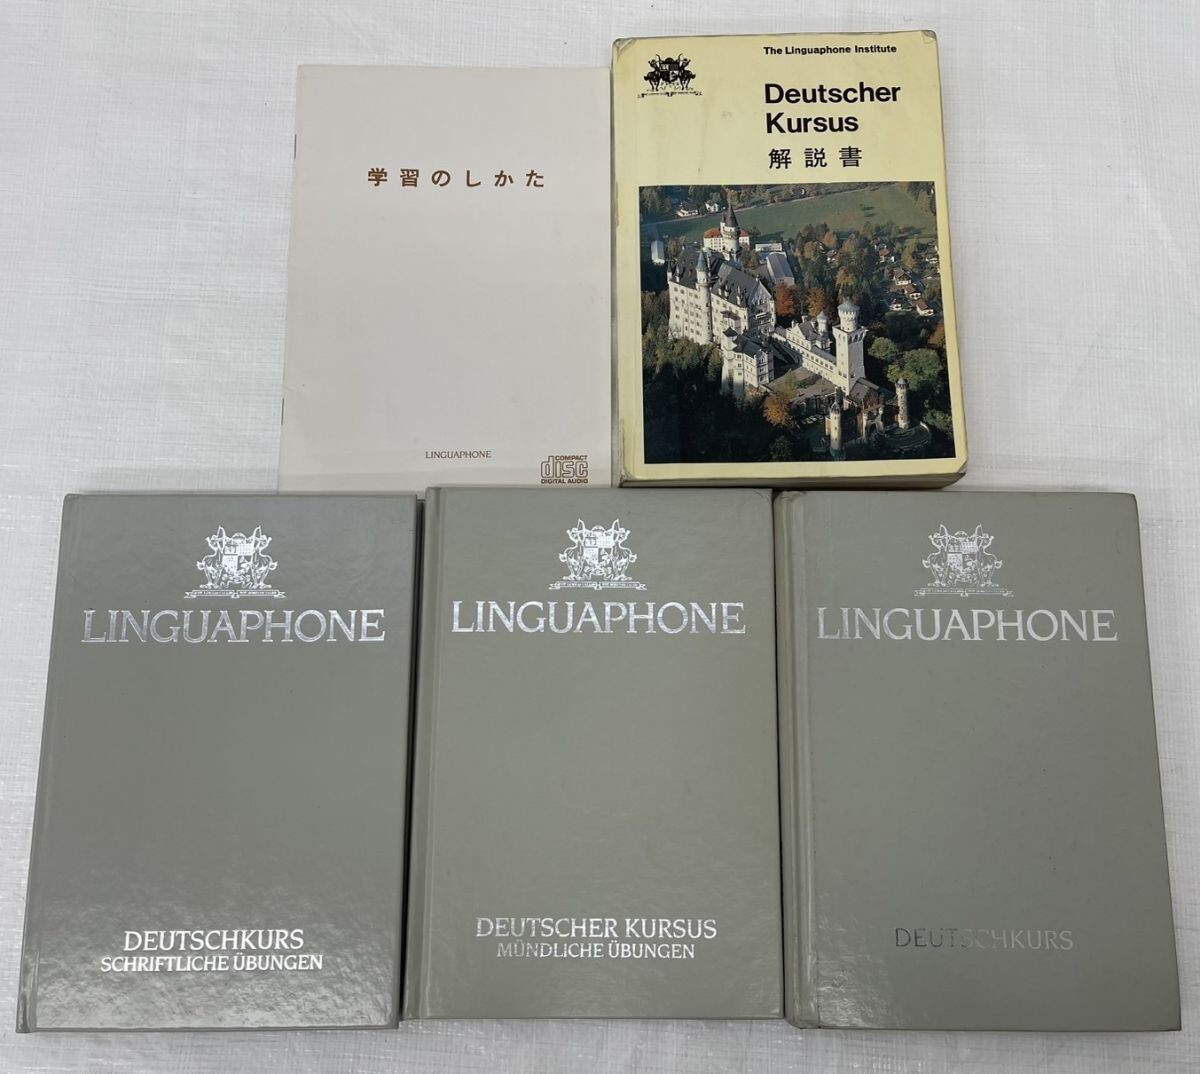 学習のしかた
LINGUAPHONE
COMPACT
disc
DIGITAL AUDIO
The Linguaphone Institute
Deutscher
Kursus
解説書
LINGUAPHONE
DEUTSCHKURS
SCHRIFTLICHE ÜBUNGEN
LINGUAPHONE
DEUTSCHER KURSUS
MÜNDLICHE ÜBUNGEN
LINGUAPHONE
DEUTSCHKURS